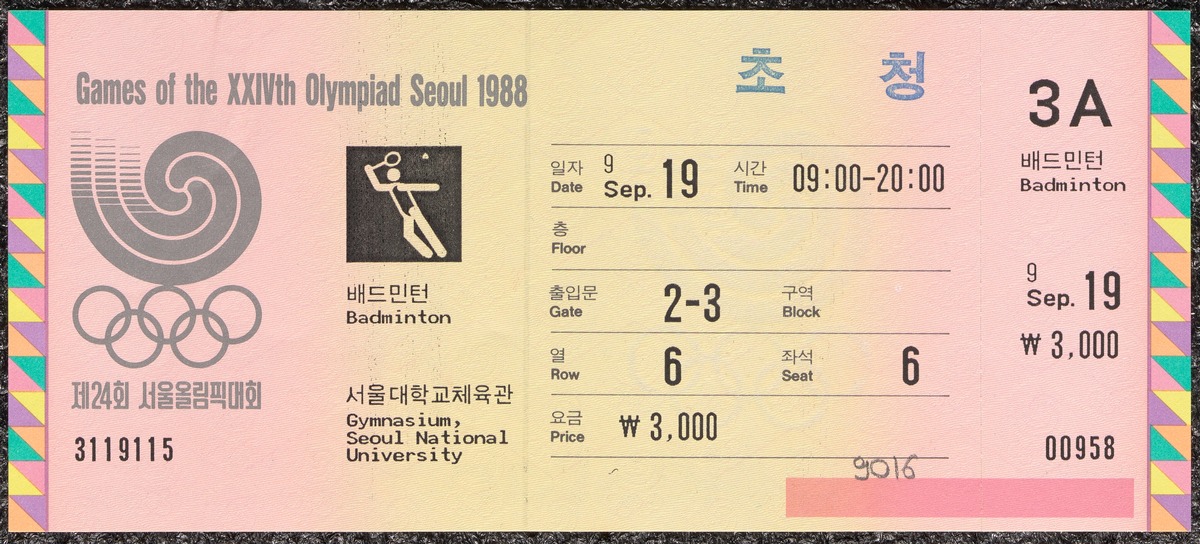 Games of the XXIVth Olympiad Seoul 1988
제24회 서울올림픽대회
3119115
배드민턴
Badminton
서울대학교체육관
Gymnasium,
Seoul National
University
초 청
일자 9 시간
Date Sep. 19 Time 09:00-20:00
층
Floor
출입문 구역
Gate 2-3 Block
열 좌석
Row 6 Seat 6
요금
Price ₩ 3,000
9016
3A
배드민턴
Badminton
9
Sep. 19
₩ 3,000
00958